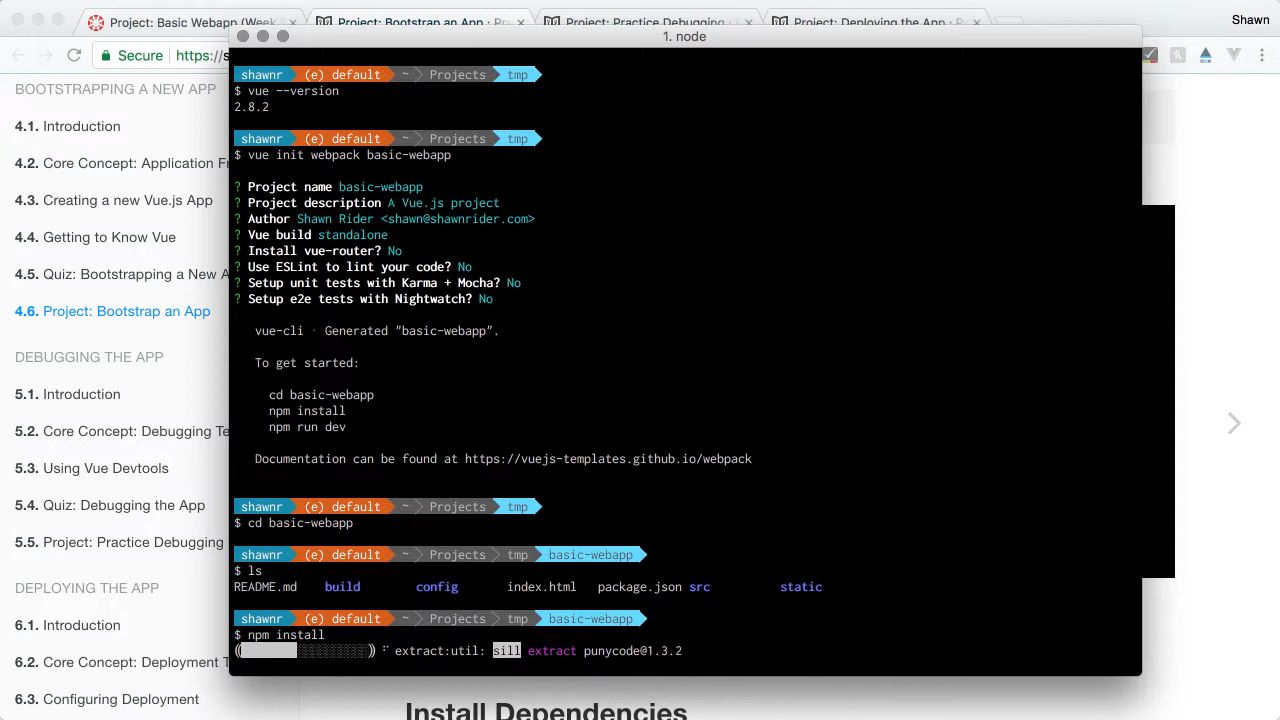 Project: Basic Webapp (Week
Project: Bootstrap an App
Project: Practice Debugging
Project: Deploying the App
Shawn
Secure
https://s
1. node
BOOTSTRAPPING A NEW APP
4.1. Introduction
4.2. Core Concept: Application Fr
4.3. Creating a new Vue.js App
4.4. Getting to Know Vue
4.5. Quiz: Bootstrapping a New A
4.6. Project: Bootstrap an App
DEBUGGING THE APP
5.1. Introduction
5.2. Core Concept: Debugging Te
5.3. Using Vue Devtools
5.4. Quiz: Debugging the App
5.5. Project: Practice Debugging
DEPLOYING THE APP
6.1. Introduction
6.2. Core Concept: Deployment T
6.3. Configuring Deployment
shawnr (e) default ~ Projects tmp
$ vue --version
2.8.2
shawnr (e) default ~ Projects tmp
$ vue init webpack basic-webapp
? Project name basic-webapp
? Project description A Vue.js project
? Author Shawn Rider <shawn@shawnrider.com>
? Vue build standalone
? Install vue-router? No
? Use ESLint to lint your code? No
? Setup unit tests with Karma + Mocha? No
? Setup e2e tests with Nightwatch? No
vue-cli · Generated "basic-webapp".
To get started:
cd basic-webapp
npm install
npm run dev
Documentation can be found at https://vuejs-templates.github.io/webpack
shawnr (e) default ~ Projects tmp
$ cd basic-webapp
shawnr (e) default ~ Projects tmp basic-webapp
$ ls
README.md build config index.html package.json src static
shawnr (e) default ~ Projects tmp basic-webapp
$ npm install
extract:util: sill extract punycode@1.3.2
Install Dependencies